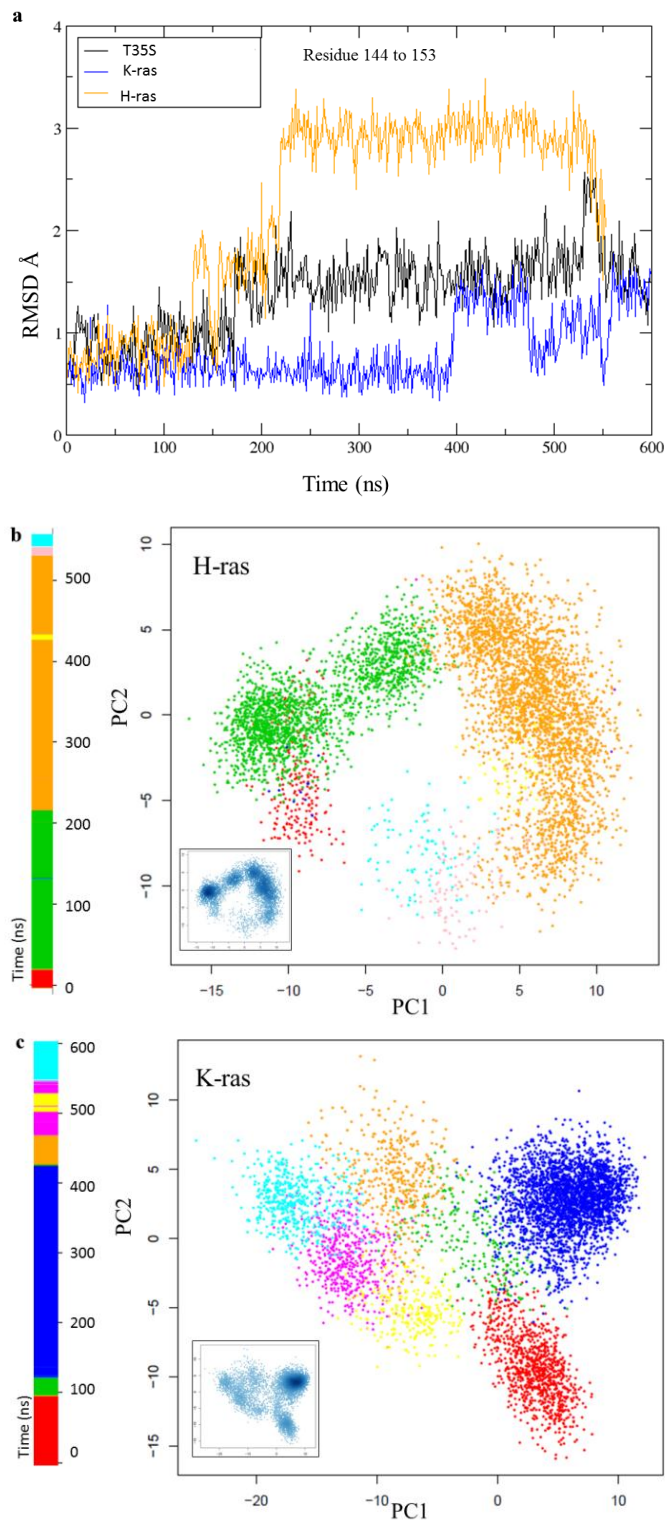 a
4
3
2
1
0
RMSD Å
T35S
K-ras
H-ras
Residue 144 to 153
0 100 200 300 400 500 600
Time (ns)
b
500
400
300
200
100
0
Time (ns)
H-ras
10
5
0
−5
−10
PC2
−15 −10 −5 0 5 10
PC1
c
600
500
400
300
200
100
0
Time (ns)
K-ras
10
5
0
−5
−10
−15
PC2
−20 −10 0 10
PC1